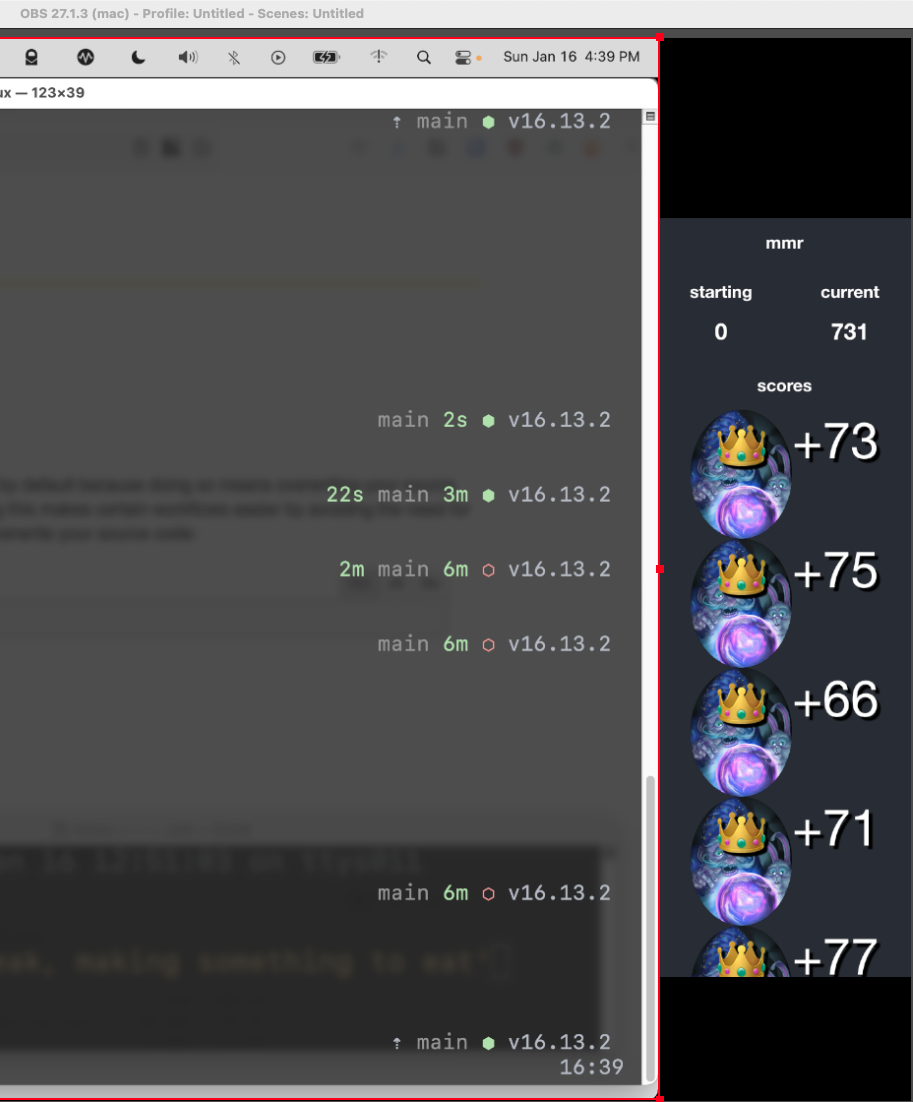 OBS 27.1.3 (mac) - Profile: Untitled - Scenes: Untitled
Sun Jan 16 4:39 PM
ux — 123×39
⇡ main ⬢ v16.13.2
main 2s ⬢ v16.13.2
22s main 3m ⬢ v16.13.2
2m main 6m ⬡ v16.13.2
main 6m ⬡ v16.13.2
main 6m ⬡ v16.13.2
making something to eat"
⇡ main ⬢ v16.13.2
16:39
mmr
starting current
0 731
scores
+73
+75
+66
+71
+77